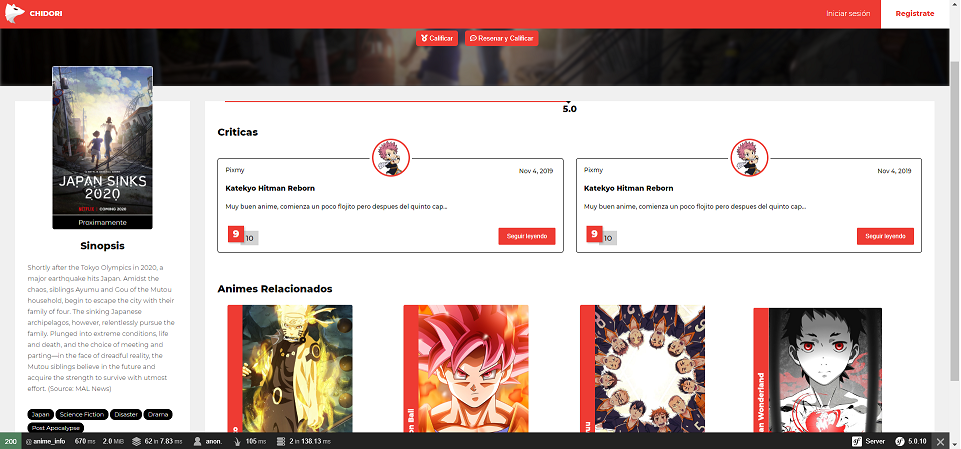 CHIDORI
Iniciar sesión
Registrate
Calificar
Resenar y Calificar
JAPAN SINKS
2020
NETFLIX | COMING 2020
Proximamente
Sinopsis
Shortly after the Tokyo Olympics in 2020, a
major earthquake hits Japan. Amidst the
chaos, siblings Ayumu and Gou of the Mutou
household, begin to escape the city with their
family of four. The sinking Japanese
archipelagos, however, relentlessly pursue the
family. Plunged into extreme conditions, life
and death, and the choice of meeting and
parting—in the face of dreadful reality, the
Mutou siblings believe in the future and
acquire the strength to survive with utmost
effort. (Source: MAL News)
Japan
Science Fiction
Disaster
Drama
Post Apocalypse
5.0
Criticas
Pixmy
Nov 4, 2019
Katekyo Hitman Reborn
Muy buen anime, comienza un poco flojito pero despues del quinto cap...
9
10
Seguir leyendo
Pixmy
Nov 4, 2019
Katekyo Hitman Reborn
Muy buen anime, comienza un poco flojito pero despues del quinto cap...
9
10
Seguir leyendo
Animes Relacionados
Wonderland
200
@ anime_info
670 ms
2.0 MiB
62 in 7.83 ms
anon.
105 ms
2 in 138.13 ms
Server
5.0.10